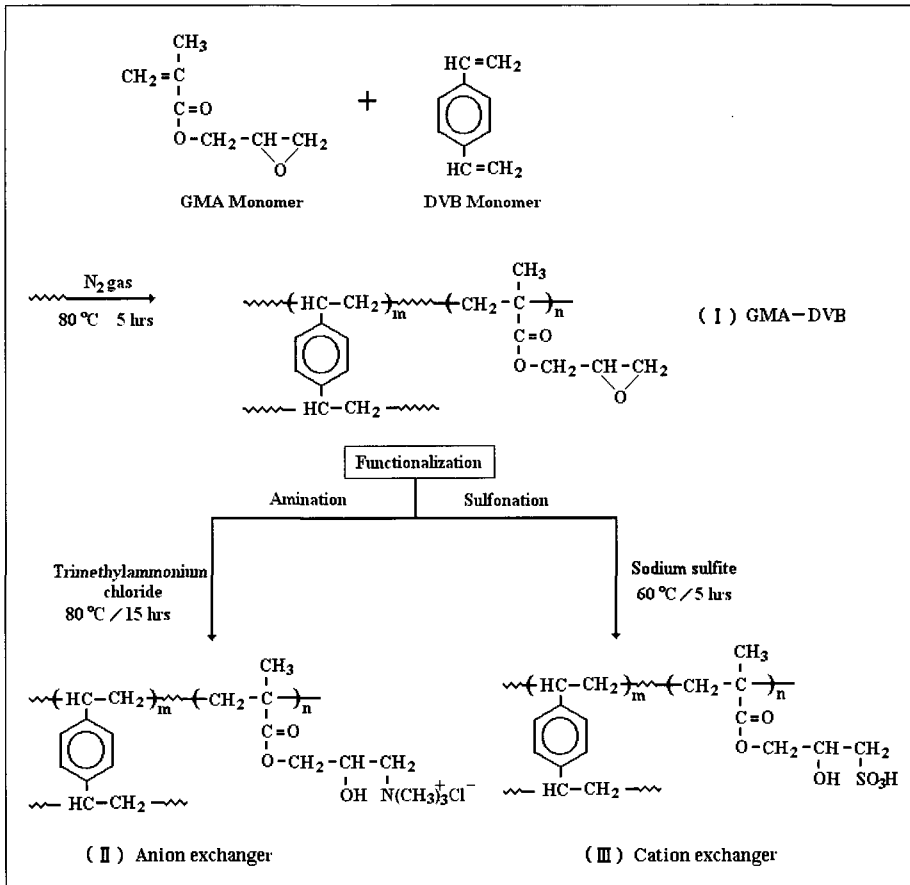 CH₃
CH₂=C
C=O
O–CH₂–CH–CH₂
O
GMA Monomer
+
HC=CH₂
HC=CH₂
DVB Monomer
N₂ gas
80 °C 5 hrs
CH₃
(HC–CH₂)m (CH₂–C)n
C=O
O–CH₂–CH–CH₂
O
HC–CH₂
( I ) GMA–DVB
Functionalization
Amination Sulfonation
Trimethylammonium
chloride
80 °C / 15 hrs
Sodium sulfite
60 °C / 5 hrs
CH₃
(HC–CH₂)m (CH₂–C)n
C=O
O–CH₂–CH–CH₂
OH N(CH₃)₃⁺Cl⁻
HC–CH₂
( II ) Anion exchanger
CH₃
(HC–CH₂)m (CH₂–C)n
C=O
O–CH₂–CH–CH₂
OH SO₃H
HC–CH₂
( III ) Cation exchanger